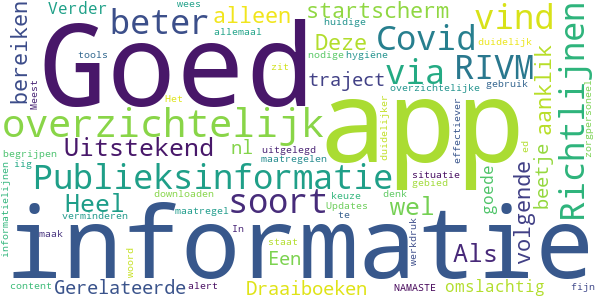 wees
Verder
tools
beter
allemaal
alleen
startscherm
huidige
vind
Deze
Covid
duidelijk
nodige
hygiëne
zit
RIVM
bereiken
Meest
Goed
traject
via
overzichtelijke
Het
gebruik
Richtlijnen
aanklik
zorgpersoneel
app
duidelijker
effectiever
overzichtelijk
Uitstekend
nl
uitgelegd
maatregelen
begrijpen
iig
Publieksinformatie
situatie
ed
gebied
beetje
volgende
goede
informatielijnen
Heel
downloaden
soort
keuze
denk
verminderen
maatregel
Updates
te
wel
werkdruk
In
informatie
maak
staat
Een
woord
Als
content
Gerelateerde
alert
Draaiboeken
NAMASTE
omslachtig
fijn